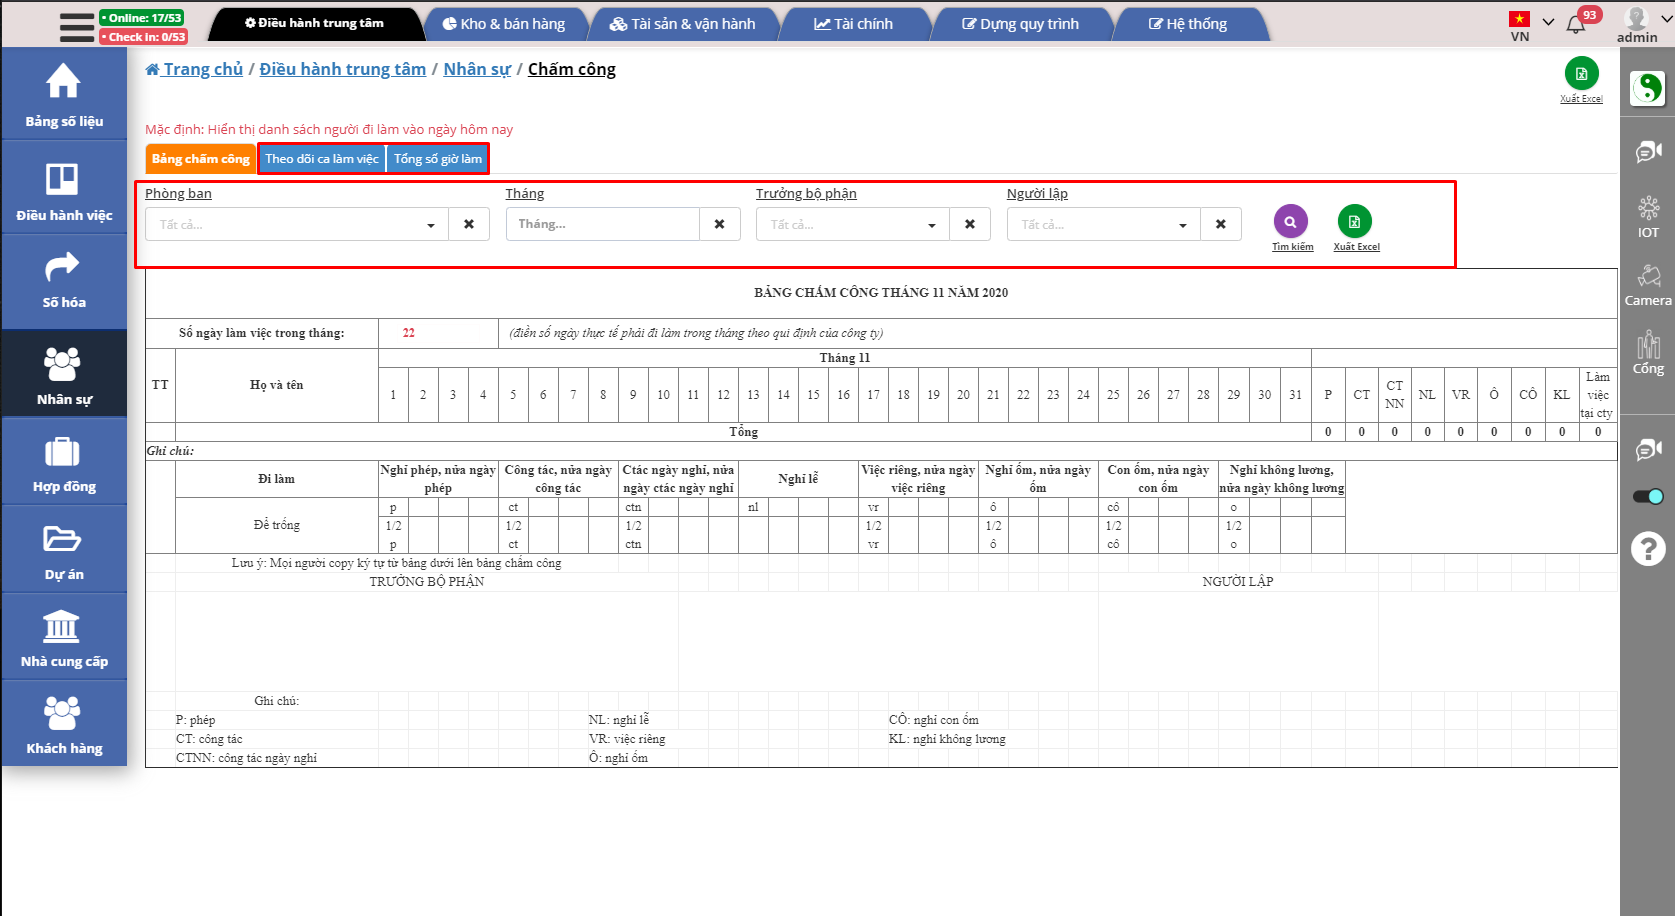 • Online: 17/53
• Check in: 0/53
Điều hành trung tâm
Kho & bán hàng
Tài sản & vận hành
Tài chính
Dựng quy trình
Hệ thống
VN
93
admin
Bảng số liệu
Điều hành việc
Số hóa
Nhân sự
Hợp đồng
Dự án
Nhà cung cấp
Khách hàng
Trang chủ / Điều hành trung tâm / Nhân sự / Chấm công
Xuất Excel
Mặc định: Hiển thị danh sách người đi làm vào ngày hôm nay
Bảng chấm công Theo dõi ca làm việc Tổng số giờ làm
Phòng ban Tháng Trưởng bộ phận Người lập
Tất cả... Tháng... Tất cả... Tất cả...
Tìm kiếm Xuất Excel
BẢNG CHẤM CÔNG THÁNG 11 NĂM 2020
Số ngày làm việc trong tháng: 22 (điền số ngày thực tế phải đi làm trong tháng theo qui định của công ty)
TT Họ và tên Tháng 11
1 2 3 4 5 6 7 8 9 10 11 12 13 14 15 16 17 18 19 20 21 22 23 24 25 26 27 28 29 30 31 P CT CT NN NL VR Ô CÔ KL Làm việc tại cty
Tổng 0 0 0 0 0 0 0 0 0
Ghi chú:
Đi làm Nghỉ phép, nửa ngày phép Công tác, nửa ngày công tác Ctác ngày nghỉ, nửa ngày ctác ngày nghỉ Nghỉ lễ Việc riêng, nửa ngày việc riêng Nghỉ ốm, nửa ngày ốm Con ốm, nửa ngày con ốm Nghỉ không lương, nửa ngày không lương
Để trống
p ct ctn nl vr ô cô o
1/2 1/2 1/2 1/2 1/2 1/2 1/2
p ct ctn vr ô cô o
Lưu ý: Mọi người copy ký tự từ bảng dưới lên bảng chấm công
TRƯỞNG BỘ PHẬN NGƯỜI LẬP
Ghi chú:
P: phép NL: nghỉ lễ CÔ: nghỉ con ốm
CT: công tác VR: việc riêng KL: nghỉ không lương
CTNN: công tác ngày nghỉ Ô: nghỉ ốm
IOT
Camera
Cổng